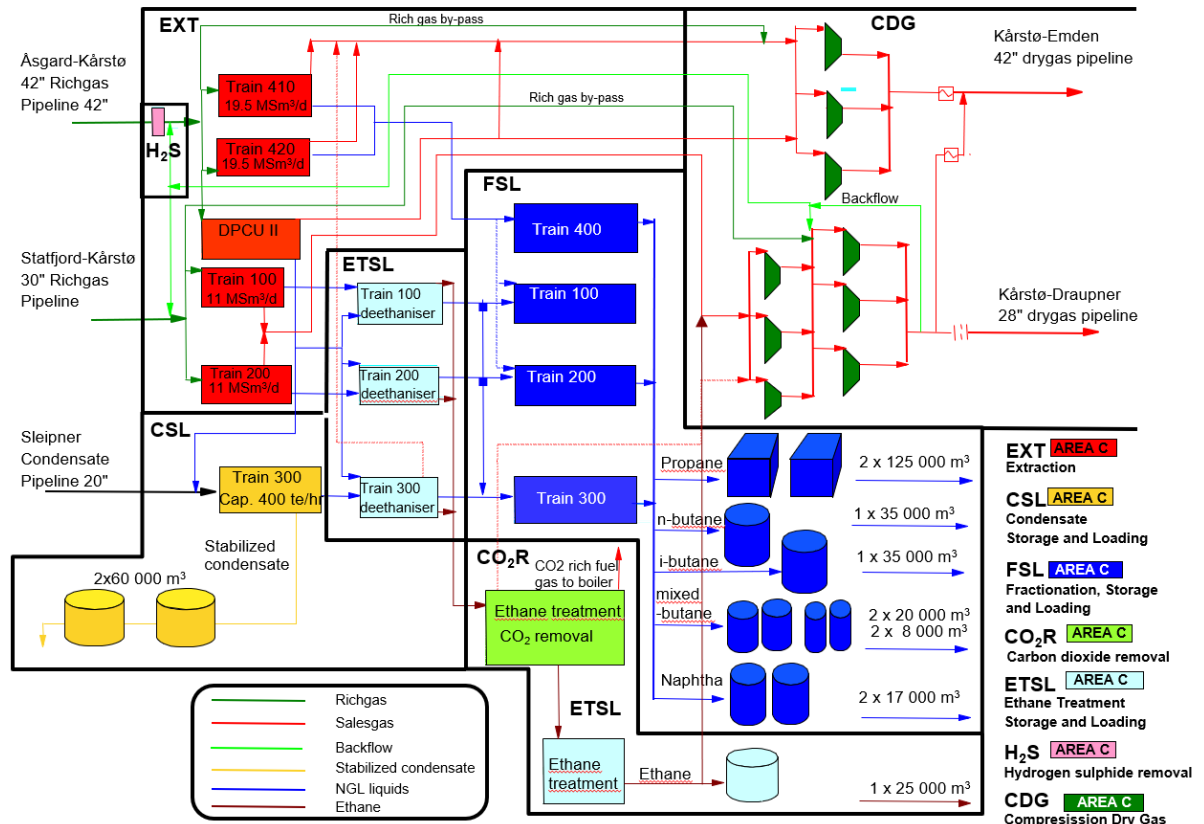 EXT
Rich gas by-pass
CDG
Åsgard-Kårstø
42" Richgas
Pipeline 42"
Kårstø-Emden
42" drygas pipeline
Train 410
19.5 MSm³/d
Rich gas by-pass
H₂S
Train 420
19.5 MSm³/d
FSL
Backflow
DPCU II
Train 400
Statfjord-Kårstø
30" Richgas
Pipeline
ETSL
Train 100
11 MSm³/d
Train 100
deethaniser
Train 100
Kårstø-Draupner
28" drygas pipeline
Train 200
11 MSm³/d
Train 200
deethaniser
Train 200
CSL
Sleipner
Condensate
Pipeline 20"
Train 300
Cap. 400 te/hr
Train 300
deethaniser
Train 300
Propane
2 x 125 000 m³
n-butane
1 x 35 000 m³
i-butane
1 x 35 000 m³
mixed
-butane
2 x 20 000 m³
2 x 8 000 m³
Naphtha
2 x 17 000 m³
Stabilized
condensate
2x60 000 m³
CO₂R
CO2 rich fuel
gas to boiler
Ethane treatment
CO₂ removal
ETSL
Ethane
treatment
Ethane
1 x 25 000 m³
Richgas
Salesgas
Backflow
Stabilized condensate
NGL liquids
Ethane
EXT AREA C
Extraction
CSL AREA C
Condensate
Storage and Loading
FSL AREA C
Fractionation, Storage
and Loading
CO₂R AREA C
Carbon dioxide removal
ETSL AREA C
Ethane Treatment
Storage and Loading
H₂S AREA C
Hydrogen sulphide removal
CDG AREA C
Compresission Dry Gas